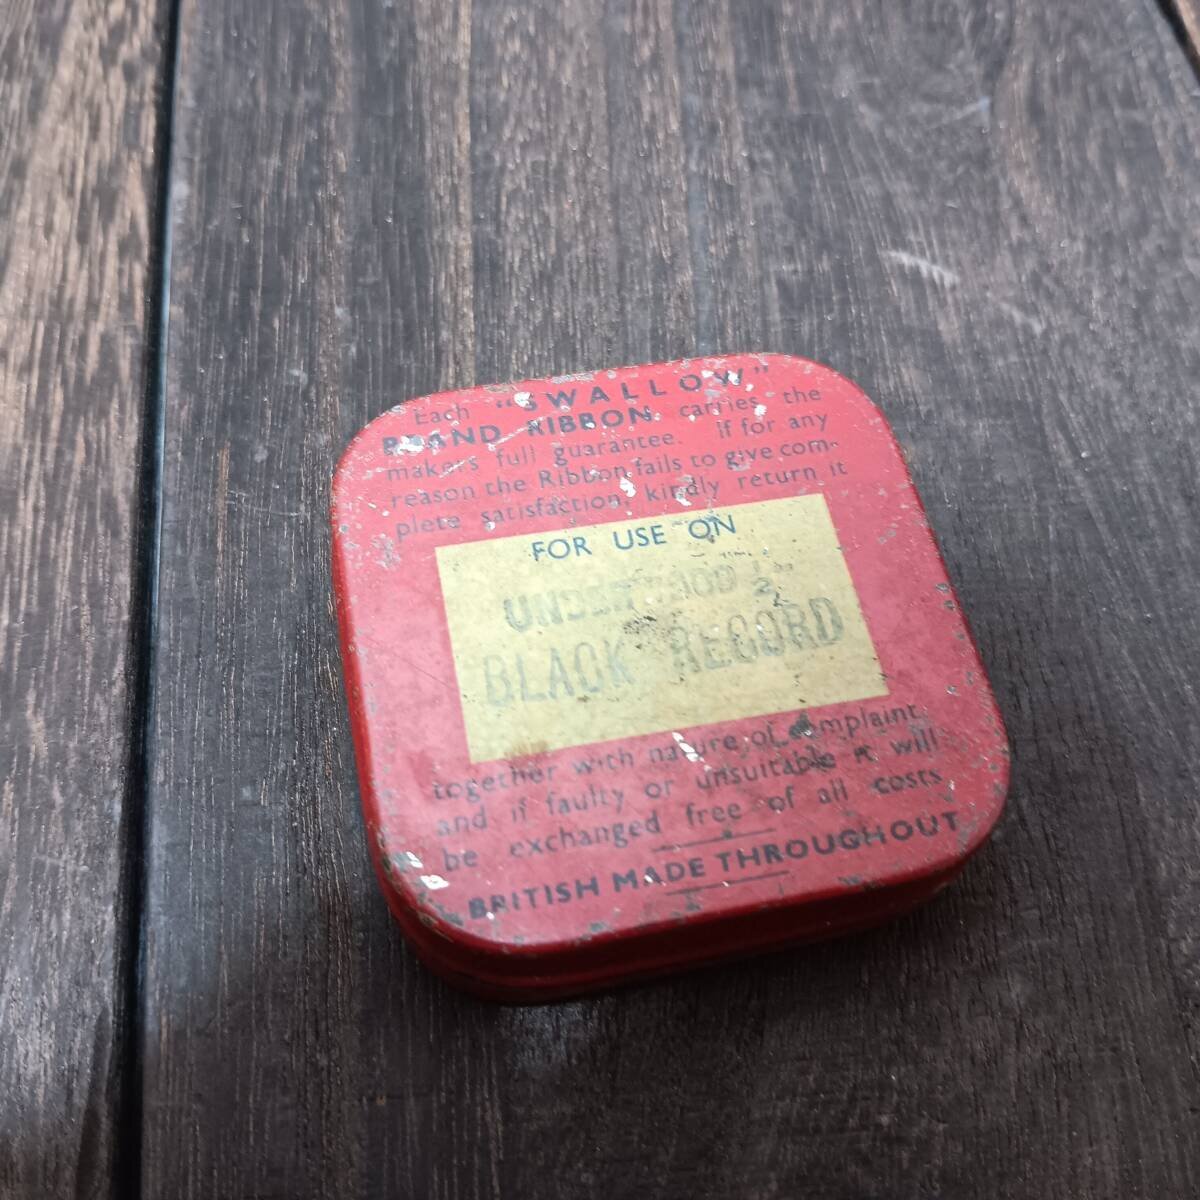 Each "SWALLOW"
BRAND RIBBON. carries the
makers full guarantee. If for any
reason the Ribbon fails to give com-
plete satisfaction, kindly return it
FOR USE ON
UNDERWOOD
BLACK RECORD
together with nature of complaint,
and if faulty or unsuitable it will
be exchanged free of all costs
BRITISH MADE THROUGHOUT